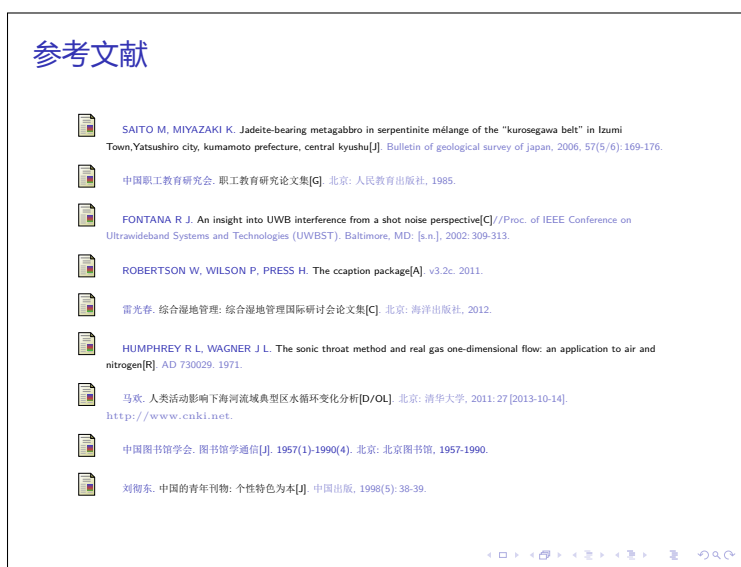 参考文献
SAITO M, MIYAZAKI K. Jadeite-bearing metagabbro in serpentinite mélange of the “kurosegawa belt” in Izumi
Town,Yatsushiro city, kumamoto prefecture, central kyushu[J]. Bulletin of geological survey of japan, 2006, 57(5/6): 169-176.
中国职工教育研究会. 职工教育研究论文集[G]. 北京: 人民教育出版社, 1985.
FONTANA R J. An insight into UWB interference from a shot noise perspective[C]//Proc. of IEEE Conference on
Ultrawideband Systems and Technologies (UWBST). Baltimore, MD: [s.n.], 2002: 309-313.
ROBERTSON W, WILSON P, PRESS H. The ccaption package[A]. v3.2c. 2011.
雷光春. 综合湿地管理: 综合湿地管理国际研讨会论文集[C]. 北京: 海洋出版社, 2012.
HUMPHREY R L, WAGNER J L. The sonic throat method and real gas one-dimensional flow: an application to air and
nitrogen[R]. AD 730029. 1971.
马欢. 人类活动影响下海河流域典型区水循环变化分析[D/OL]. 北京: 清华大学, 2011: 27 [2013-10-14].
http://www.cnki.net.
中国图书馆学会. 图书馆学通信[J]. 1957(1)-1990(4). 北京: 北京图书馆, 1957-1990.
刘彻东. 中国的青年刊物: 个性特色为本[J]. 中国出版, 1998(5): 38-39.